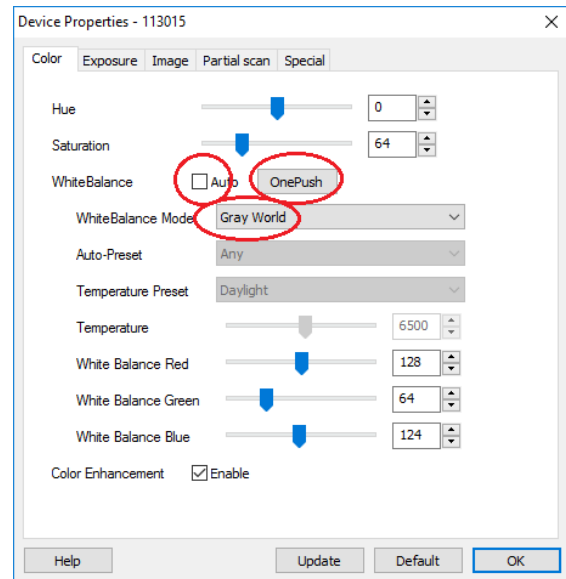 Device Properties - 113015
Color Exposure Image Partial scan Special
Hue 0
Saturation 64
WhiteBalance Auto OnePush
WhiteBalance Mode Gray World
Auto-Preset Any
Temperature Preset Daylight
Temperature 6500
White Balance Red 128
White Balance Green 64
White Balance Blue 124
Color Enhancement Enable
Help Update Default OK